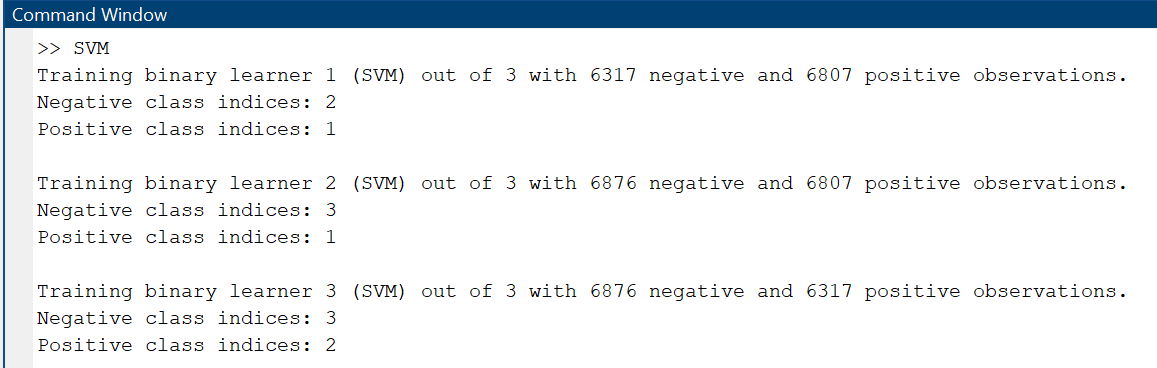 Command Window
>> SVM
Training binary learner 1 (SVM) out of 3 with 6317 negative and 6807 positive observations.
Negative class indices: 2
Positive class indices: 1
Training binary learner 2 (SVM) out of 3 with 6876 negative and 6807 positive observations.
Negative class indices: 3
Positive class indices: 1
Training binary learner 3 (SVM) out of 3 with 6876 negative and 6317 positive observations.
Negative class indices: 3
Positive class indices: 2